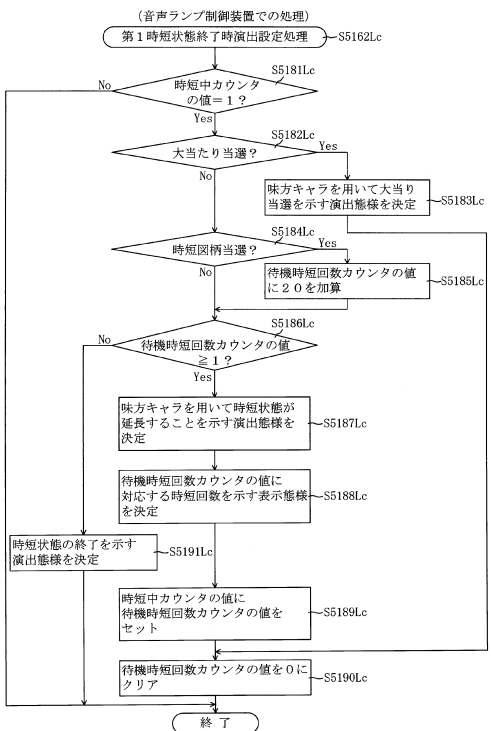 (音声ランプ制御装置での処理)
第1時短状態終了時演出設定処理
S5162Lc
S5181Lc
No
時短中カウンタ
の値＝1？
Yes
S5182Lc
大当たり当選？
Yes
No
味方キャラを用いて大当り
当選を示す演出態様を決定
S5183Lc
S5184Lc
時短図柄当選？
Yes
No
待機時短回数カウンタの値
に20を加算
S5185Lc
S5186Lc
No
待機時短回数カウンタの値
≧1？
Yes
味方キャラを用いて時短状態が
延長することを示す演出態様を
決定
S5187Lc
待機時短回数カウンタの値に
対応する時短回数を示す表示態様
を決定
S5188Lc
時短状態の終了を示す
演出態様を決定
S5191Lc
時短中カウンタの値に
待機時短回数カウンタの値を
セット
S5189Lc
待機時短回数カウンタの値を0に
クリア
S5190Lc
終了